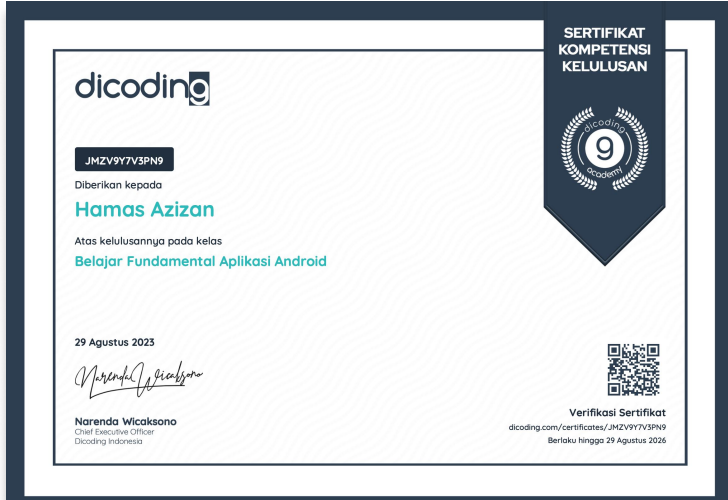 SERTIFIKAT
KOMPETENSI
KELULUSAN
dicoding
dicoding
academy
JMZV9Y7V3PN9
Diberikan kepada
Hamas Azizan
Atas kelulusannya pada kelas
Belajar Fundamental Aplikasi Android
29 Agustus 2023
Narenda Wicaksono
Narenda Wicaksono
Chief Executive Officer
Dicoding Indonesia
Verifikasi Sertifikat
dicoding.com/certificates/JMZV9Y7V3PN9
Berlaku hingga 29 Agustus 2026